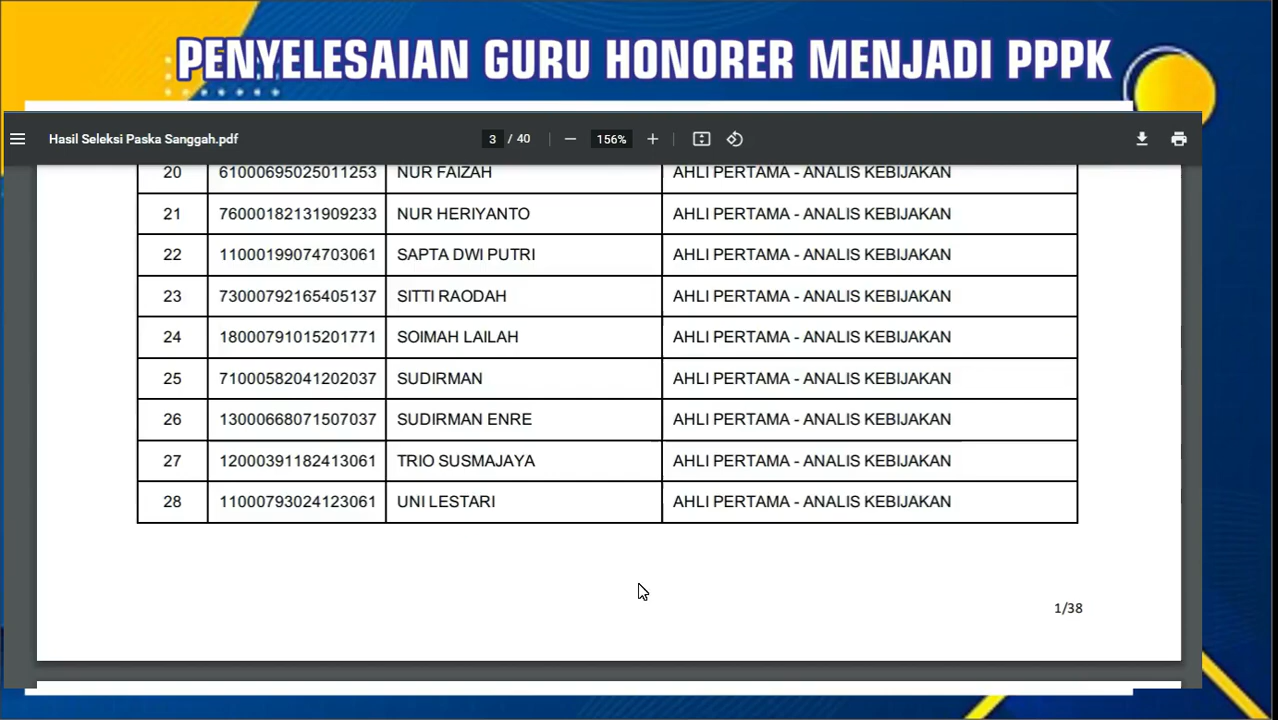 PENYELESAIAN GURU HONORER MENJADI PPPK
Hasil Seleksi Paska Sanggah.pdf 3 / 40 156%
20 61000695025011253 NUR FAIZAH AHLI PERTAMA - ANALIS KEBIJAKAN
21 76000182131909233 NUR HERIYANTO AHLI PERTAMA - ANALIS KEBIJAKAN
22 11000199074703061 SAPTA DWI PUTRI AHLI PERTAMA - ANALIS KEBIJAKAN
23 73000792165405137 SITTI RAODAH AHLI PERTAMA - ANALIS KEBIJAKAN
24 18000791015201771 SOIMAH LAILAH AHLI PERTAMA - ANALIS KEBIJAKAN
25 71000582041202037 SUDIRMAN AHLI PERTAMA - ANALIS KEBIJAKAN
26 13000668071507037 SUDIRMAN ENRE AHLI PERTAMA - ANALIS KEBIJAKAN
27 12000391182413061 TRIO SUSMAJAYA AHLI PERTAMA - ANALIS KEBIJAKAN
28 11000793024123061 UNI LESTARI AHLI PERTAMA - ANALIS KEBIJAKAN
1/38